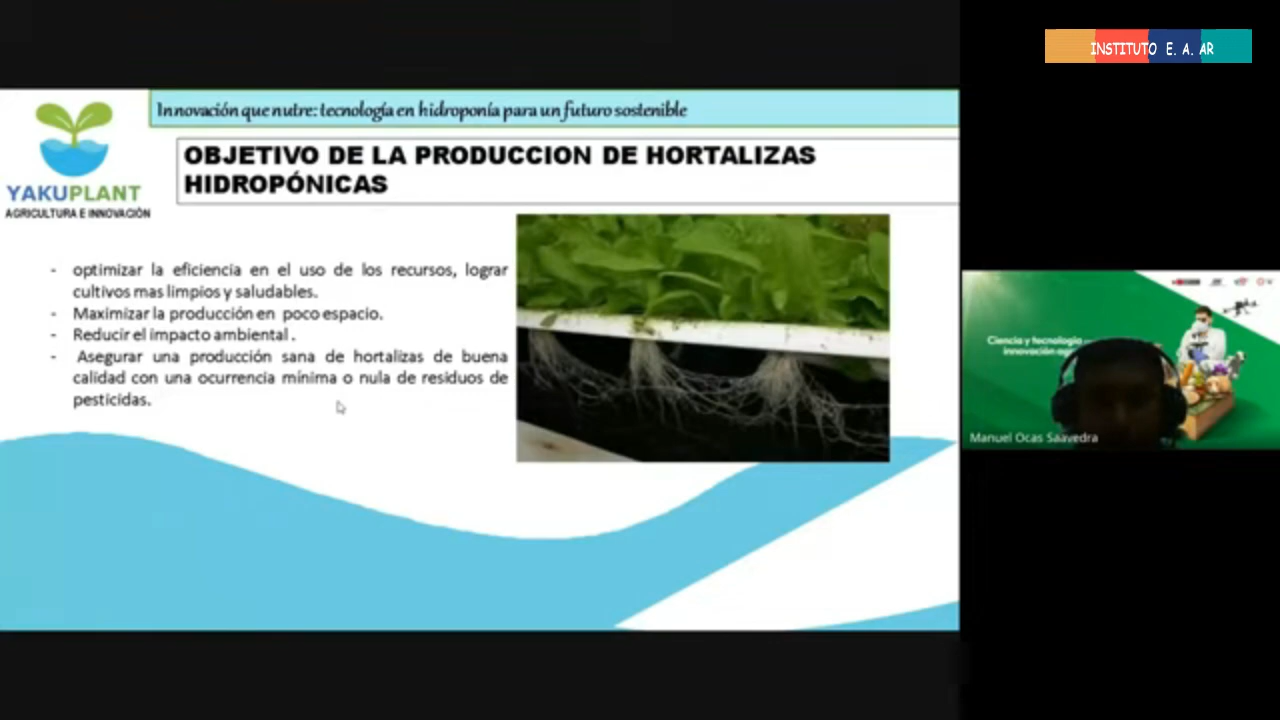 INSTITUTO E. A. AR
Innovación que nutre: tecnología en hidroponía para un futuro sostenible
OBJETIVO DE LA PRODUCCION DE HORTALIZAS
HIDROPÓNICAS
YAKUPLANT
AGRICULTURA E INNOVACIÓN
- optimizar la eficiencia en el uso de los recursos, lograr
cultivos mas limpios y saludables.
- Maximizar la producción en poco espacio.
- Reducir el impacto ambiental .
- Asegurar una producción sana de hortalizas de buena
calidad con una ocurrencia mínima o nula de residuos de
pesticidas.
Ciencia y tecnología
innovación
Manuel Ocas Saavedra